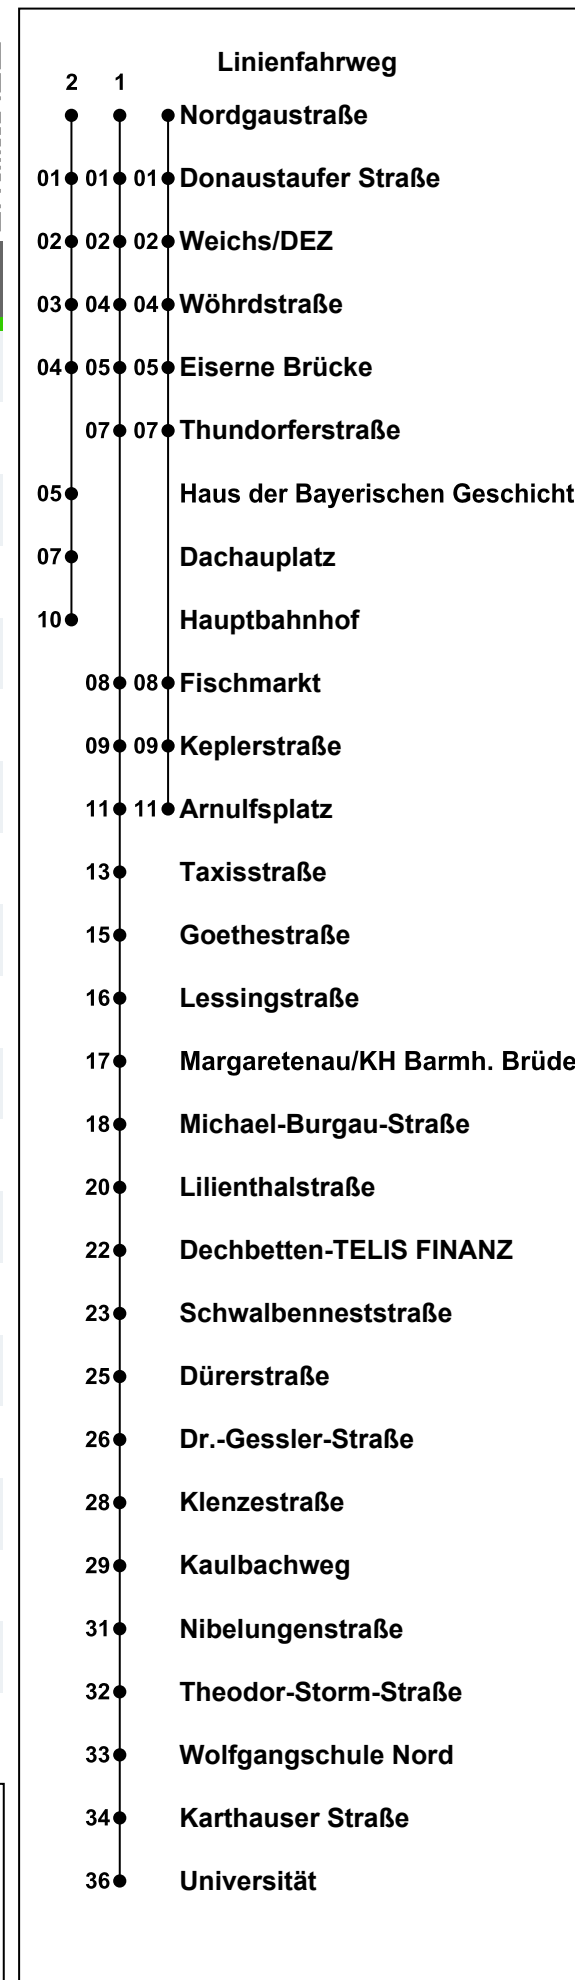 Linienfahrweg
2 1
Nordgaustraße
01 01 01 Donaustaufer Straße
02 02 02 Weichs/DEZ
03 04 04 Wöhrdstraße
04 05 05 Eiserne Brücke
07 07 Thundorferstraße
05 Haus der Bayerischen Geschicht
07 Dachauplatz
10 Hauptbahnhof
08 08 Fischmarkt
09 09 Keplerstraße
11 11 Arnulfsplatz
13 Taxisstraße
15 Goethestraße
16 Lessingstraße
17 Margaretenau/KH Barmh. Brüde
18 Michael-Burgau-Straße
20 Lilienthalstraße
22 Dechbetten-TELIS FINANZ
23 Schwalbenneststraße
25 Dürerstraße
26 Dr.-Gessler-Straße
28 Klenzestraße
29 Kaulbachweg
31 Nibelungenstraße
32 Theodor-Storm-Straße
33 Wolfgangschule Nord
34 Karthauser Straße
36 Universität